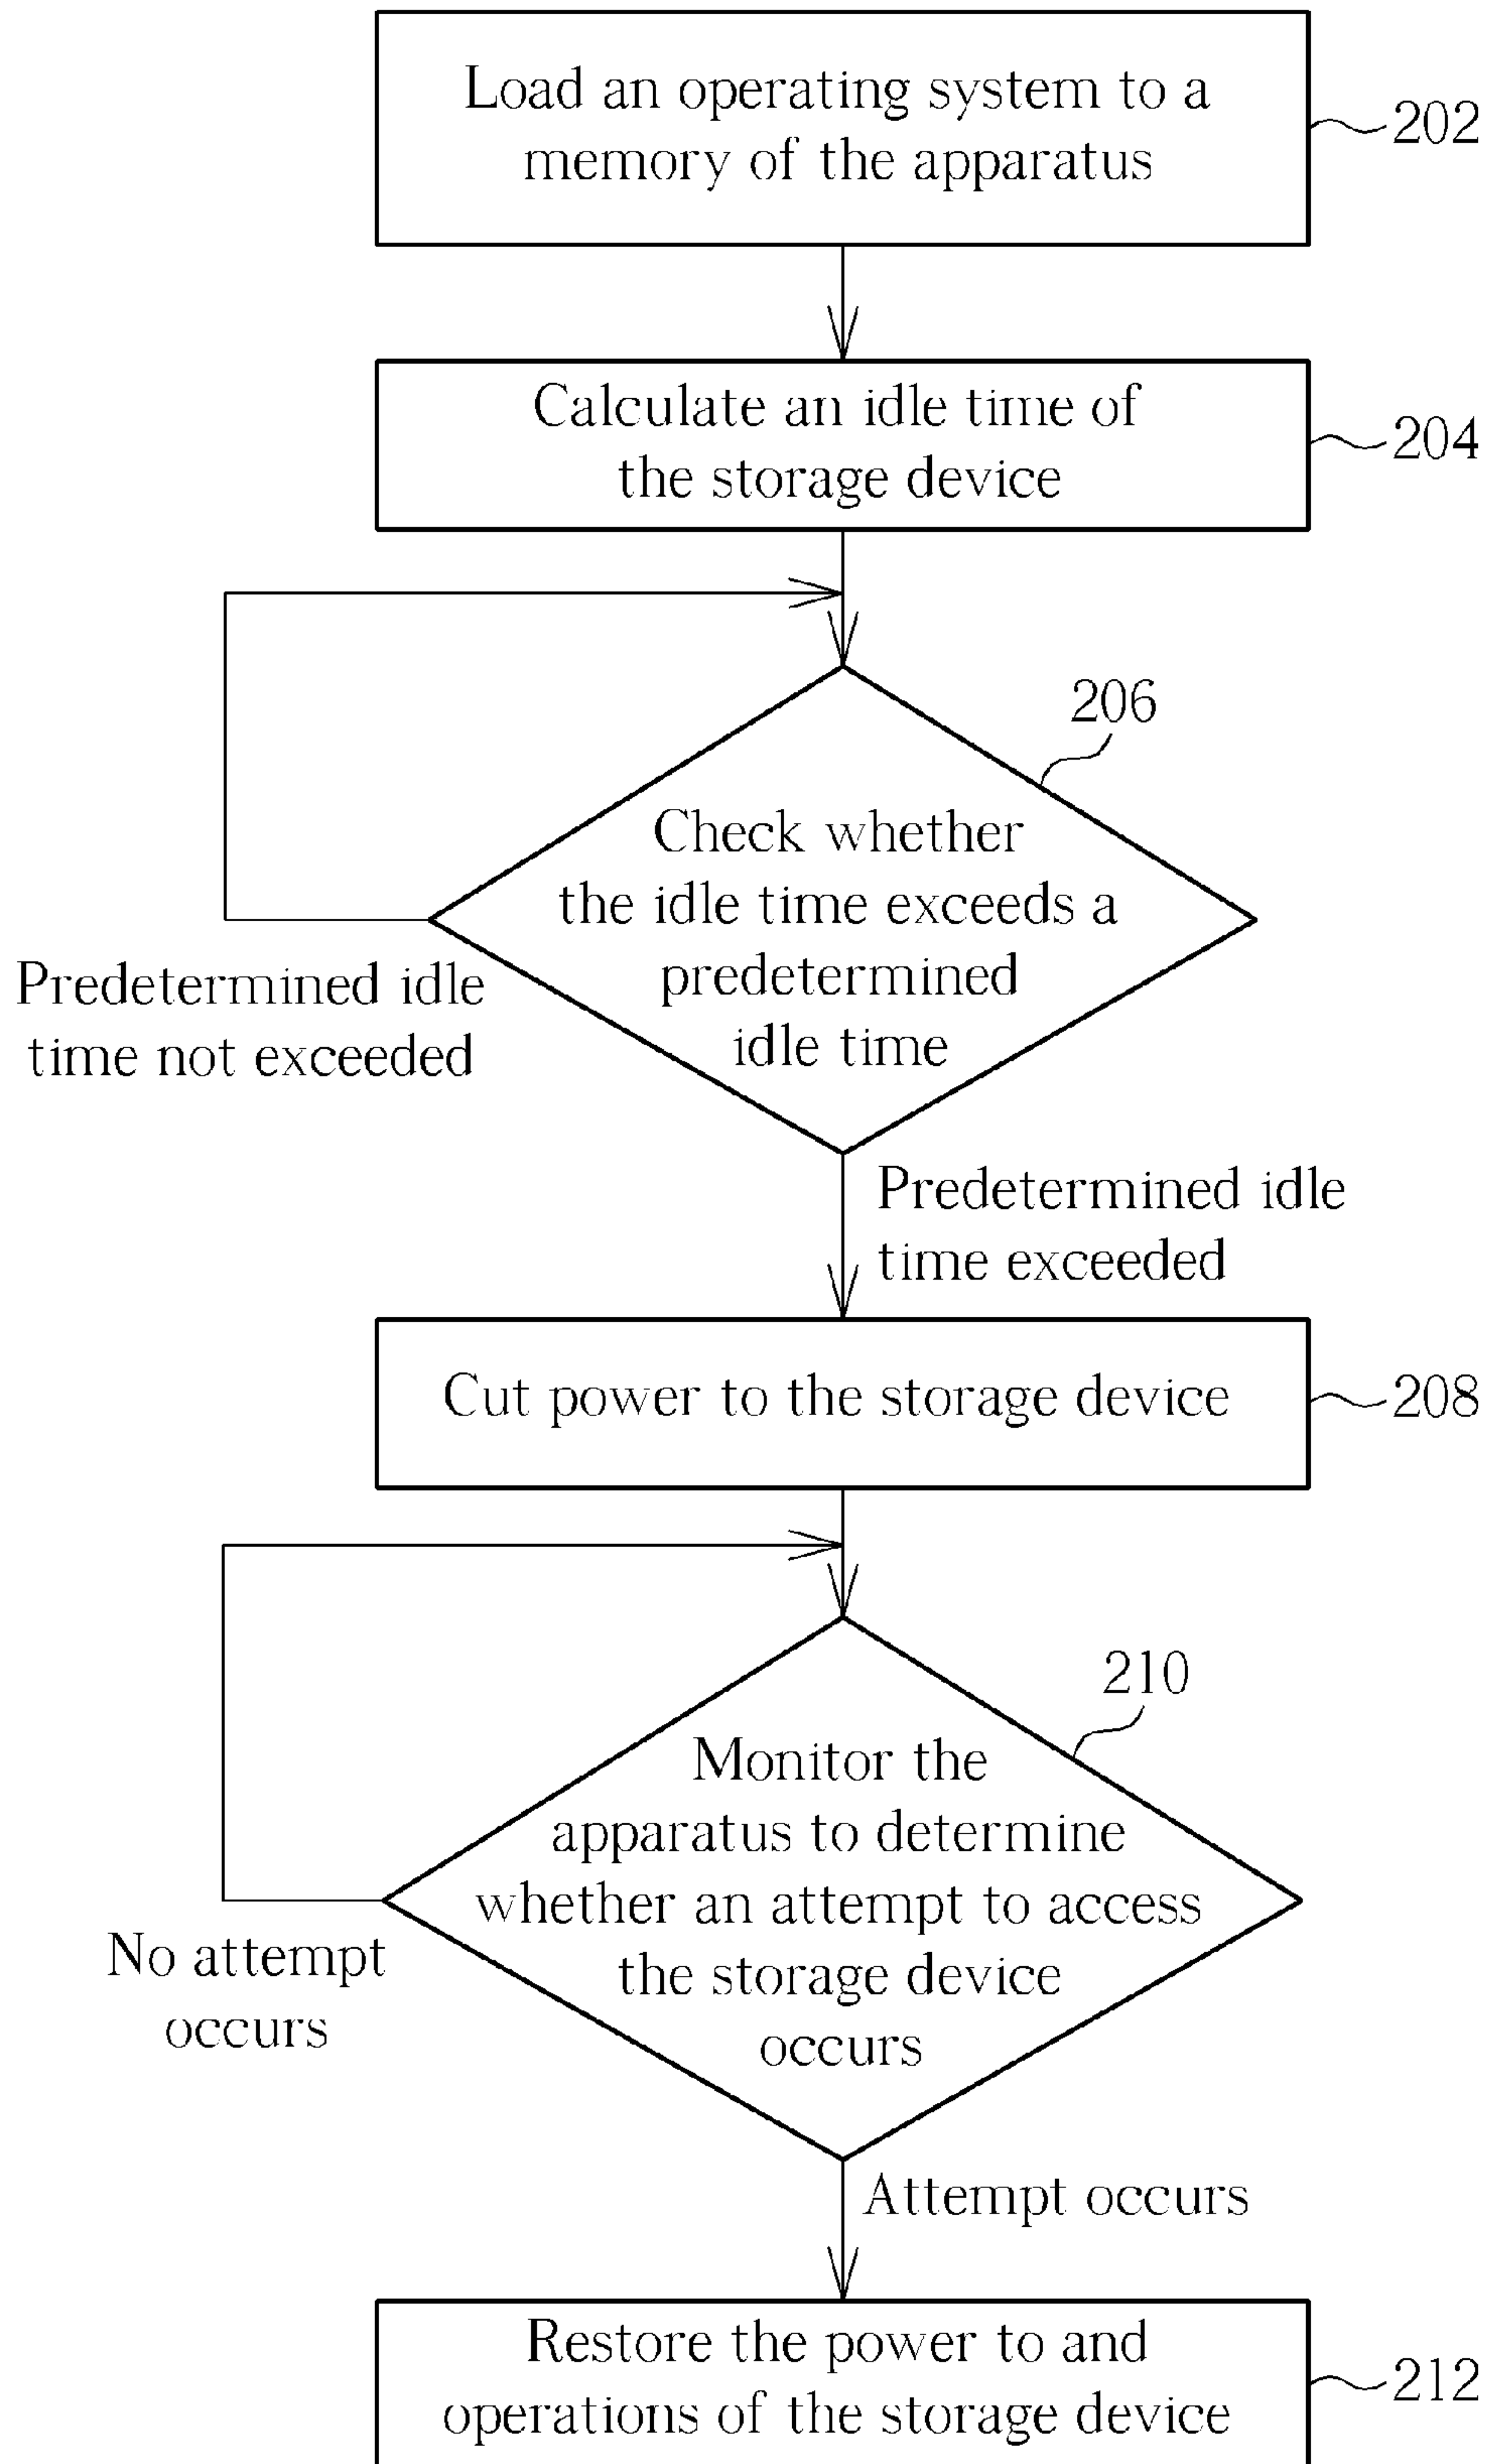 Load an operating system to a
memory of the apparatus
202
Calculate an idle time of
the storage device
204
206
Check whether
the idle time exceeds a
predetermined
idle time
Predetermined idle
time not exceeded
Predetermined idle
time exceeded
Cut power to the storage device
208
210
Monitor the
apparatus to determine
whether an attempt to access
the storage device
occurs
No attempt
occurs
Attempt occurs
Restore the power to and
operations of the storage device
212